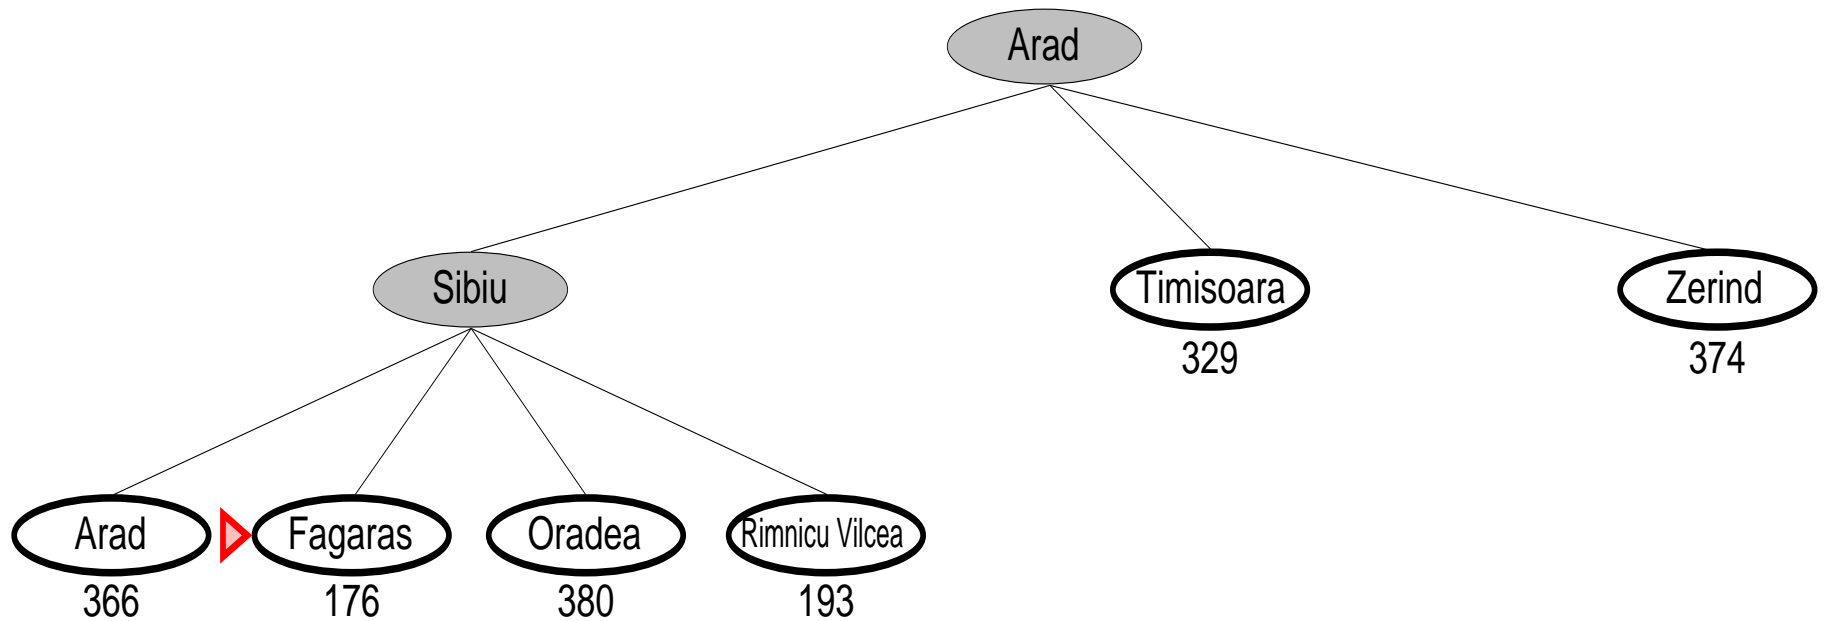 Arad
Sibiu
Timisoara
Zerind
329
374
Arad
Fagaras
Oradea
Rimnicu Vilcea
366
176
380
193